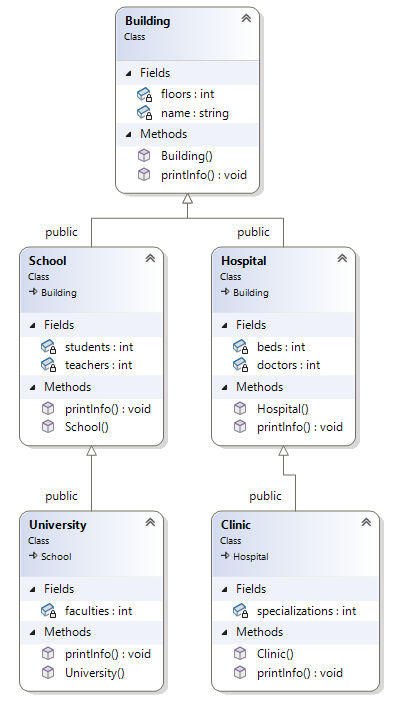 Building
Class
Fields
floors : int
name : string
Methods
Building()
printInfo() : void
public
public
School
Class
Building
Fields
students : int
teachers : int
Methods
printInfo() : void
School()
Hospital
Class
Building
Fields
beds : int
doctors : int
Methods
Hospital()
printInfo() : void
public
public
University
Class
School
Fields
faculties : int
Methods
printInfo() : void
University()
Clinic
Class
Hospital
Fields
specializations : int
Methods
Clinic()
printInfo() : void